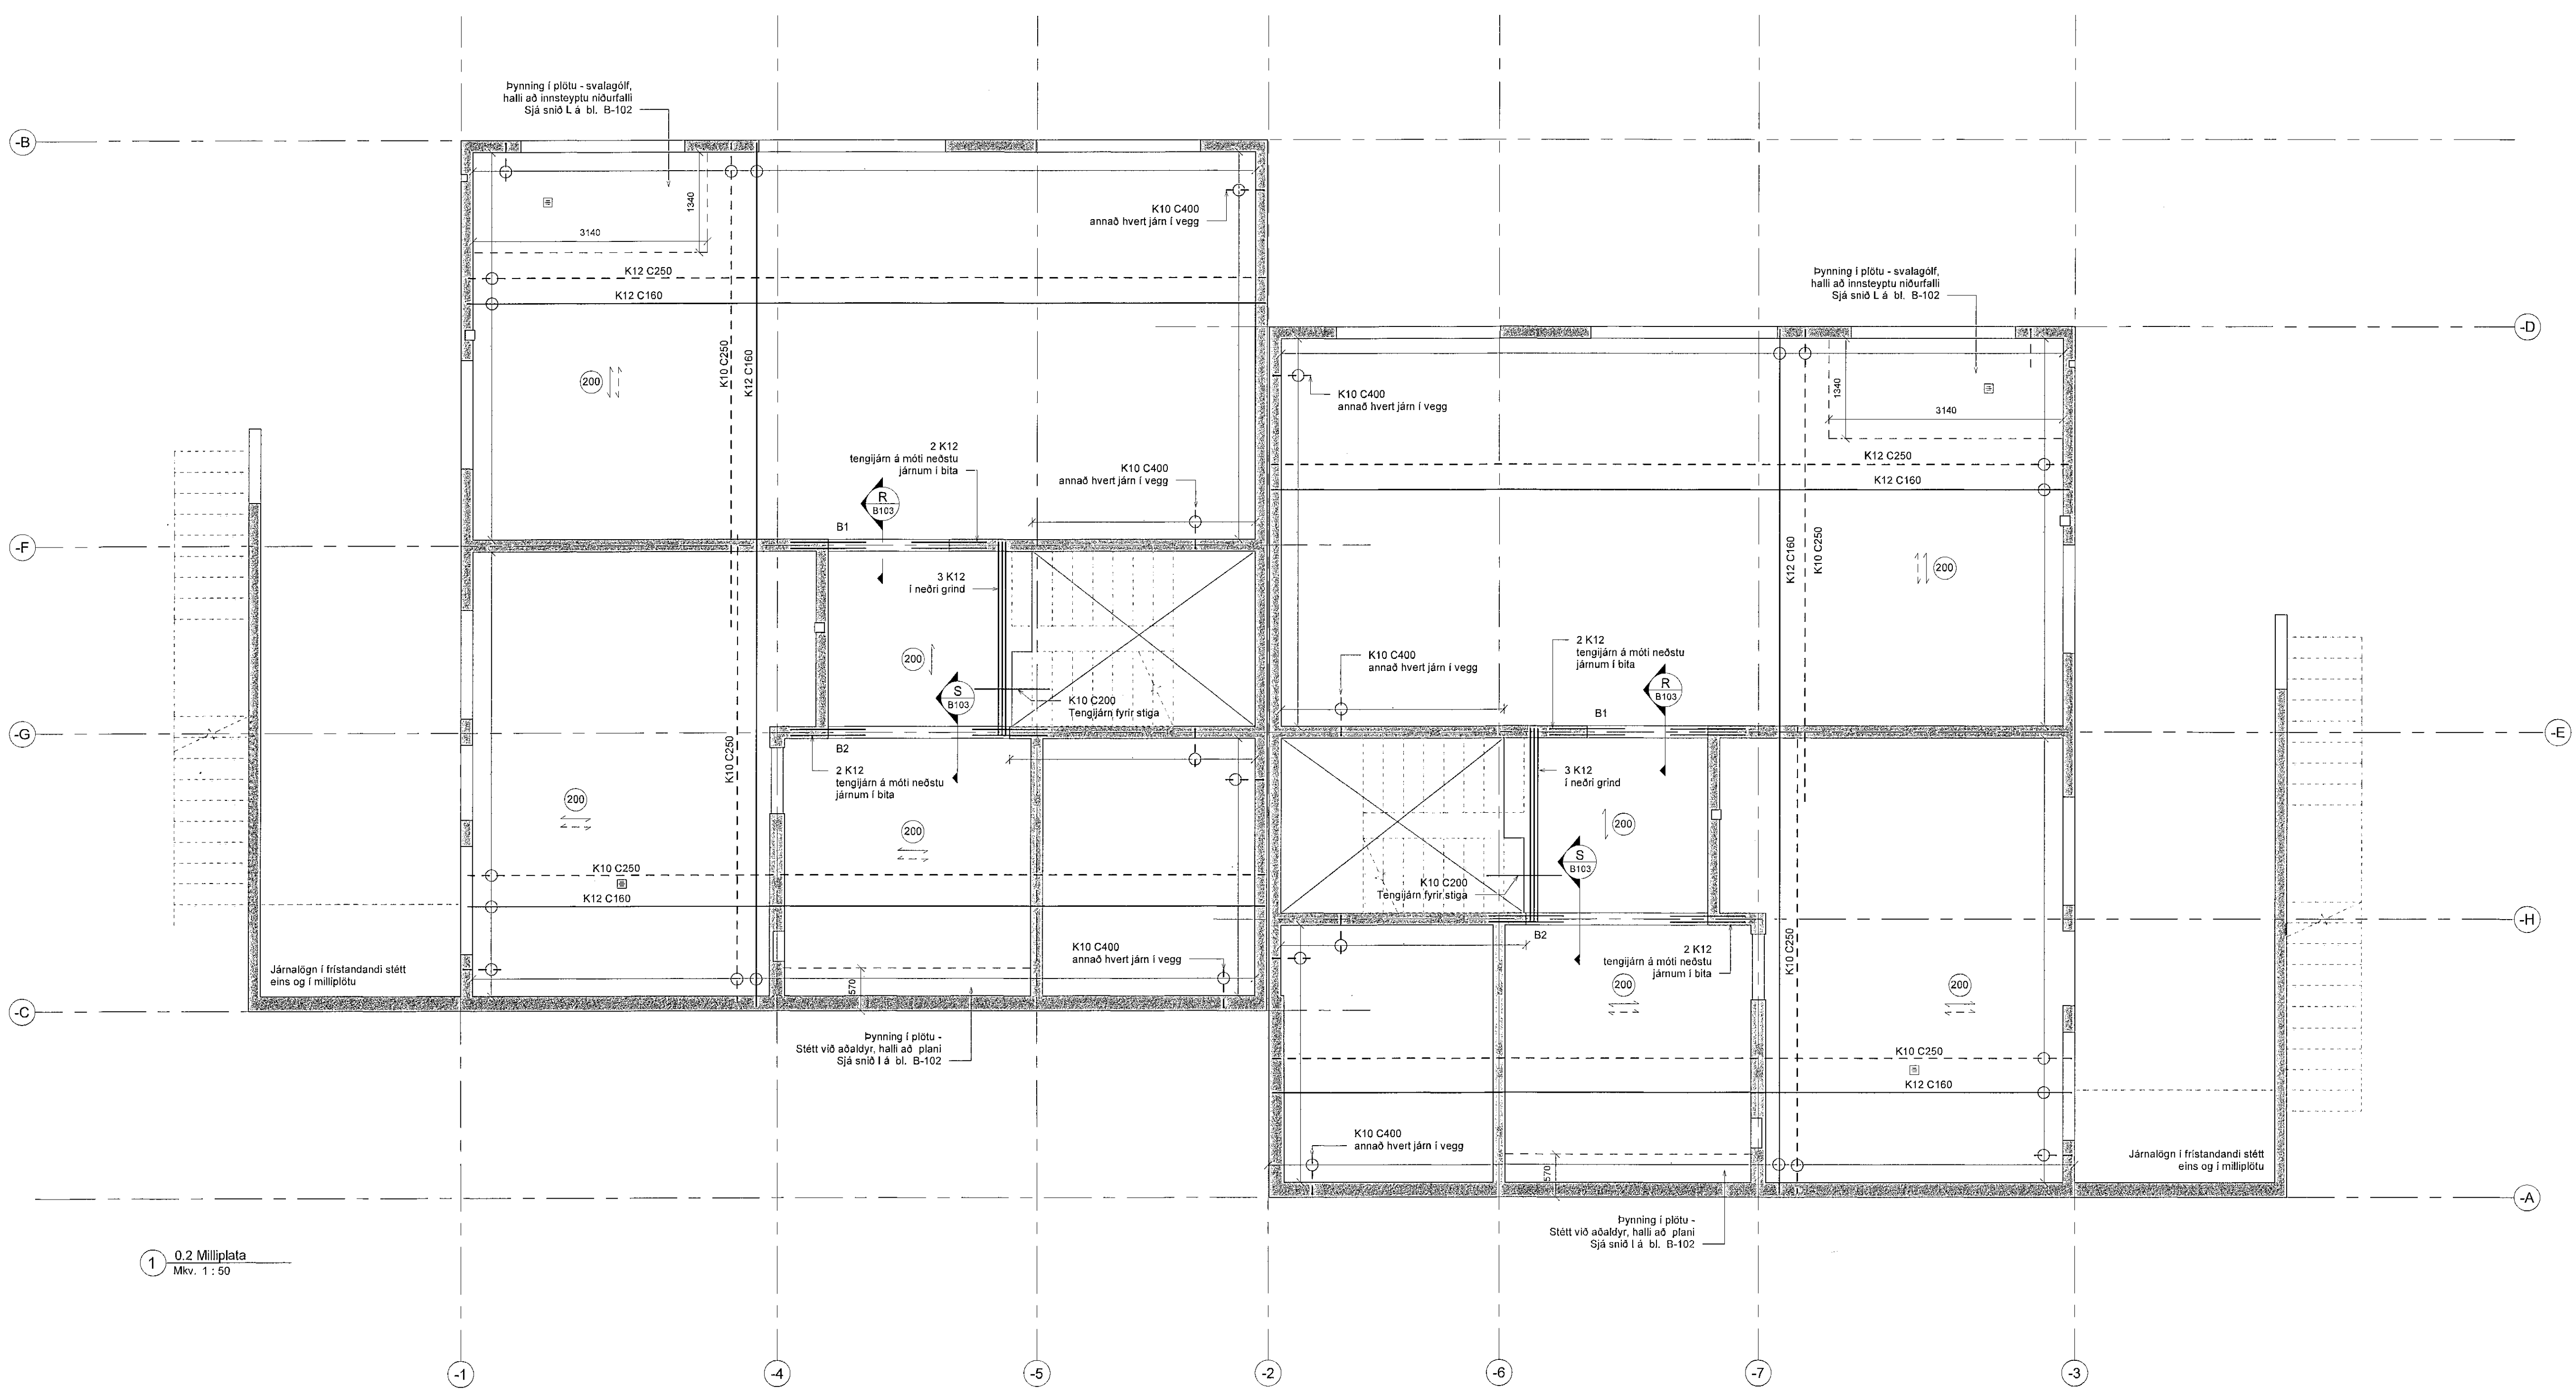 Þynning í plötu - svalagólf,
halli að innsteyptu niðurfalli
Sjá snið L á bl. B-102
-B
1340
3140
K10 C400
annað hvert járn í vegg
K12 C250
K12 C160
Þynning í plötu - svalagólf,
halli að innsteyptu niðurfalli
Sjá snið L á bl. B-102
-D
K10 C250
K12 C160
200
K10 C400
annað hvert járn í vegg
1340
3140
2 K12
tengijárn á móti neðstu
járnum í bita
K10 C400
annað hvert járn í vegg
K12 C250
K12 C160
R
B103
B1
-F
K12 C160
K10 C250
200
3 K12
í neðri grind
200
S
B103
K10 C200
Tengijárn fyrir stiga
K10 C400
annað hvert járn í vegg
2 K12
tengijárn á móti neðstu
járnum í bita
R
B103
B1
-G
-E
B2
K10 C250
2 K12
tengijárn á móti neðstu
járnum í bita
3 K12
í neðri grind
200
200
200
S
B103
K10 C250
K12 C160
K10 C200
Tengijárn fyrir stiga
-H
B2
K10 C400
annað hvert járn í vegg
2 K12
tengijárn á móti neðstu
járnum í bita
K10 C250
Járnalögn í frístandandi stétt
eins og í milliplötu
570
200
200
-C
Þynning í plötu -
Stétt við aðaldyr, halli að plani
Sjá snið I á bl. B-102
K10 C250
K12 C160
K10 C400
annað hvert járn í vegg
Járnalögn í frístandandi stétt
eins og í milliplötu
570
-A
Þynning í plötu -
Stétt við aðaldyr, halli að plani
Sjá snið I á bl. B-102
1
0.2 Milliplata
Mkv. 1 : 50
-1
-4
-5
-2
-6
-7
-3